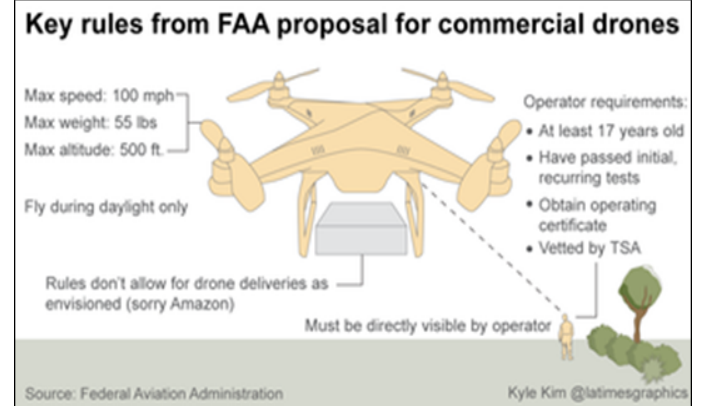 Key rules from FAA proposal for commercial drones
Max speed: 100 mph
Max weight: 55 lbs
Max altitude: 500 ft.
Fly during daylight only
Operator requirements:
• At least 17 years old
• Have passed initial,
recurring tests
• Obtain operating
certificate
• Vetted by TSA
Rules don't allow for drone deliveries as
envisioned (sorry Amazon)
Must be directly visible by operator
Source: Federal Aviation Administration
Kyle Kim @latimesgraphics